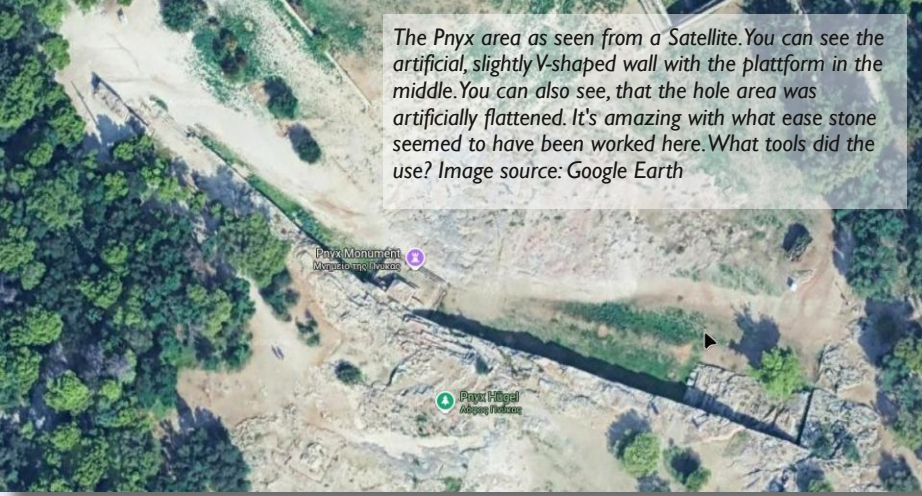 The Pnyx area as seen from a Satellite. You can see the
artificial, slightly V-shaped wall with the plattform in the
middle. You can also see, that the hole area was
artificially flattened. It's amazing with what ease stone
seemed to have been worked here. What tools did the
use? Image source: Google Earth
Pnyx Monument
Μνημείο της Πνύκας
Pnyx Hügel
Λόφος Πνύκας